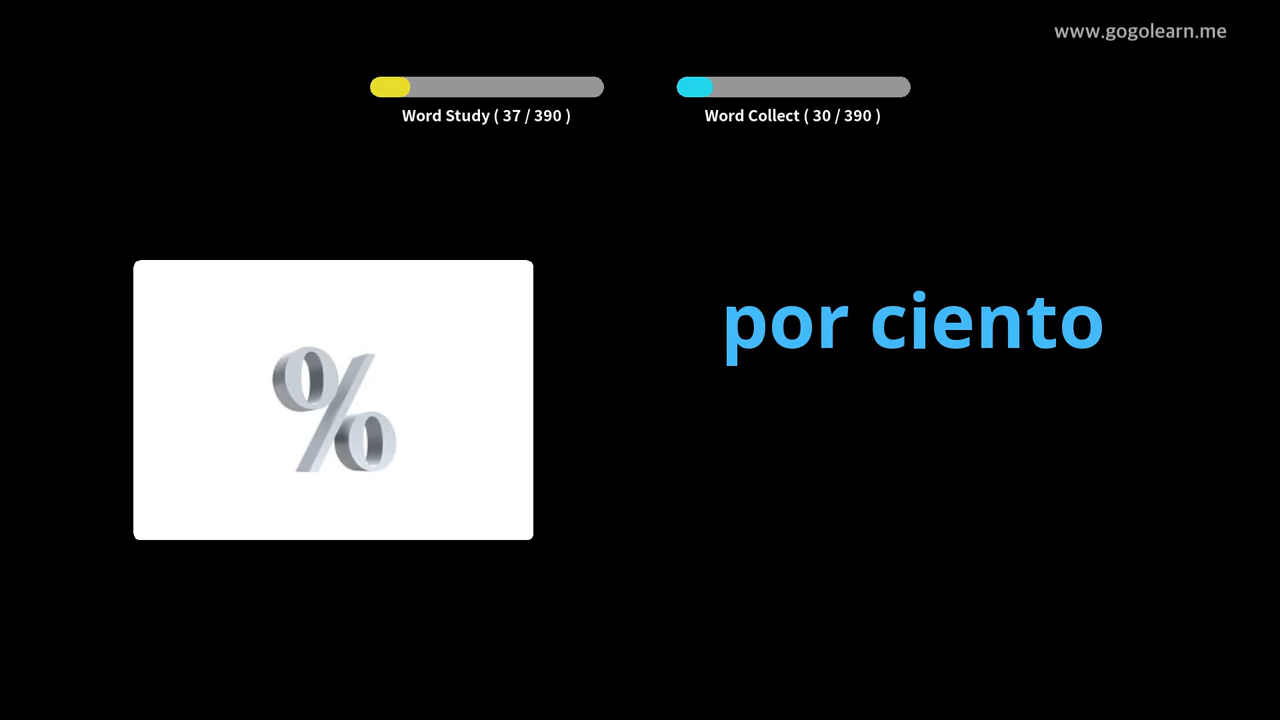 www.gogolearn.me
Word Study ( 37 / 390 )
Word Collect ( 30 / 390 )
por ciento
%